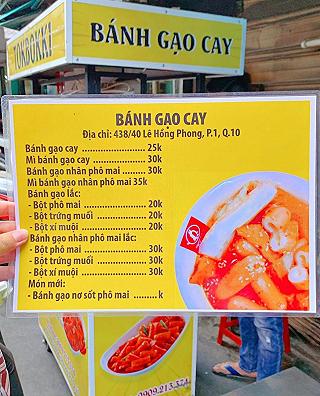 TOKBOKKI
BÁNH GẠO CAY
BÁNH GẠO CAY
Địa chỉ: 438/40 Lê Hồng Phong, P.1, Q.10
Bánh gạo cay ........................ 25k
Mì bánh gạo cay .................... 30k
Bánh gạo nhân phô mai ......... 30k
Mì bánh gạo nhân phô mai 35k
Bánh gạo lắc:
- Bột phô mai ..................... 20k
- Bột trứng muối ................ 20k
- Bột xí muội ...................... 20k
Bánh gạo nhân phô mai lắc:
- Bột phô mai ..................... 30k
- Bột trứng muối ................ 30k
- Bột xí muội ...................... 30k
Món mới:
- Bánh gạo nơ sốt phô mai ......... k
0909.213.374